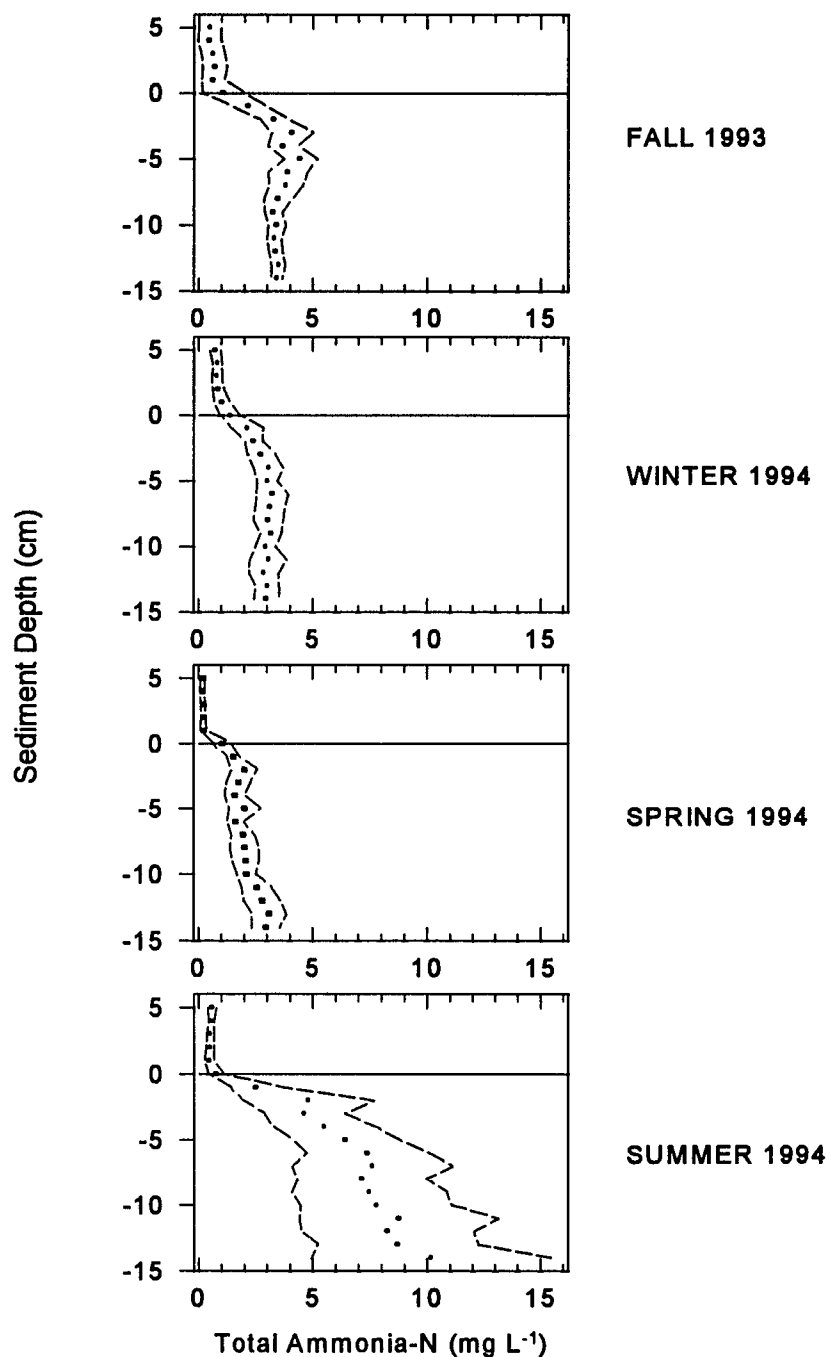 5
0
-5
-10
-15
0 5 10 15
FALL 1993
5
0
-5
-10
-15
0 5 10 15
WINTER 1994
5
0
-5
-10
-15
0 5 10 15
SPRING 1994
5
0
-5
-10
-15
0 5 10 15
SUMMER 1994
Sediment Depth (cm)
Total Ammonia-N (mg L⁻¹)